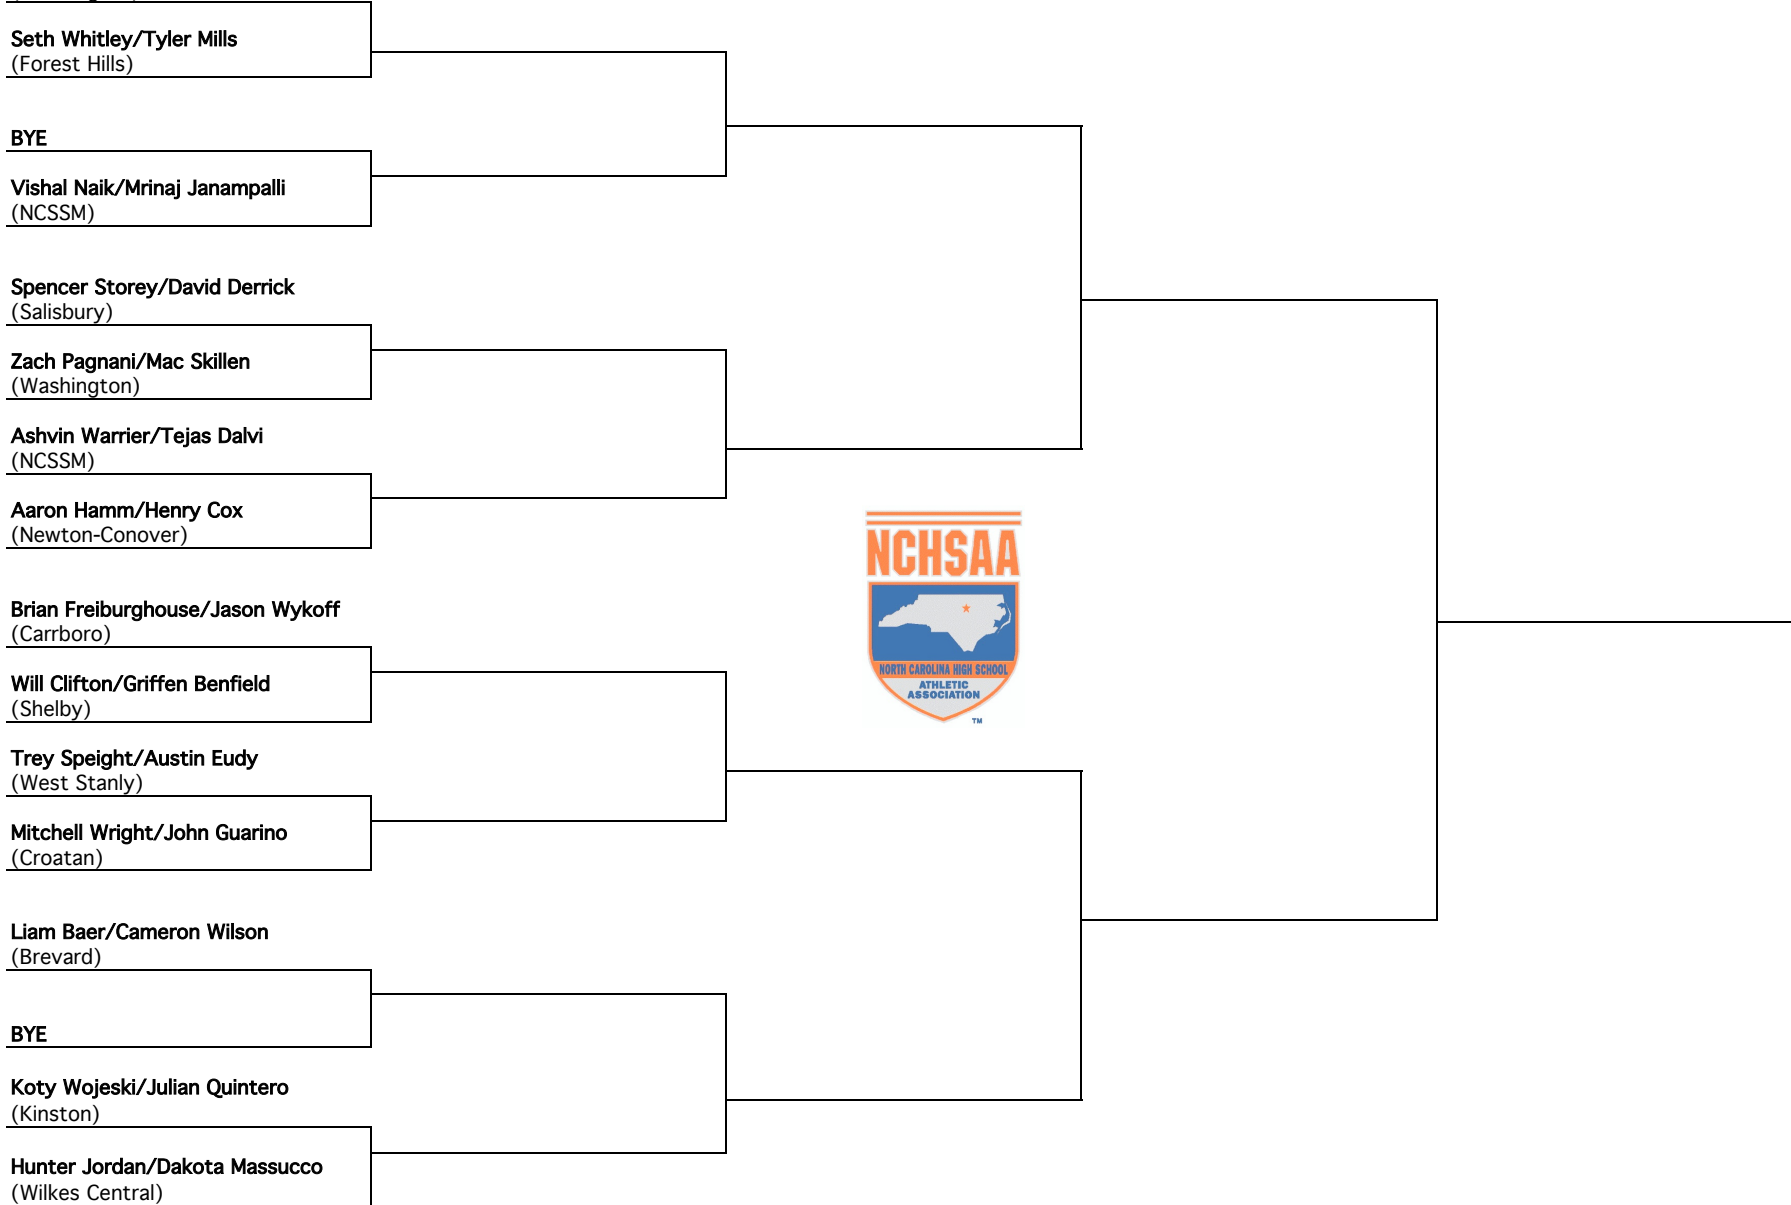 Seth Whitley/Tyler Mills
(Forest Hills)
BYE
Vishal Naik/Mrinaj Janampalli
(NCSSM)
Spencer Storey/David Derrick
(Salisbury)
Zach Pagnani/Mac Skillen
(Washington)
Ashvin Warrier/Tejas Dalvi
(NCSSM)
Aaron Hamm/Henry Cox
(Newton-Conover)
NCHSAA
NORTH CAROLINA HIGH SCHOOL
ATHLETIC
ASSOCIATION
TM
Brian Freiburghouse/Jason Wykoff
(Carrboro)
Will Clifton/Griffen Benfield
(Shelby)
Trey Speight/Austin Eudy
(West Stanly)
Mitchell Wright/John Guarino
(Croatan)
Liam Baer/Cameron Wilson
(Brevard)
BYE
Koty Wojeski/Julian Quintero
(Kinston)
Hunter Jordan/Dakota Massucco
(Wilkes Central)